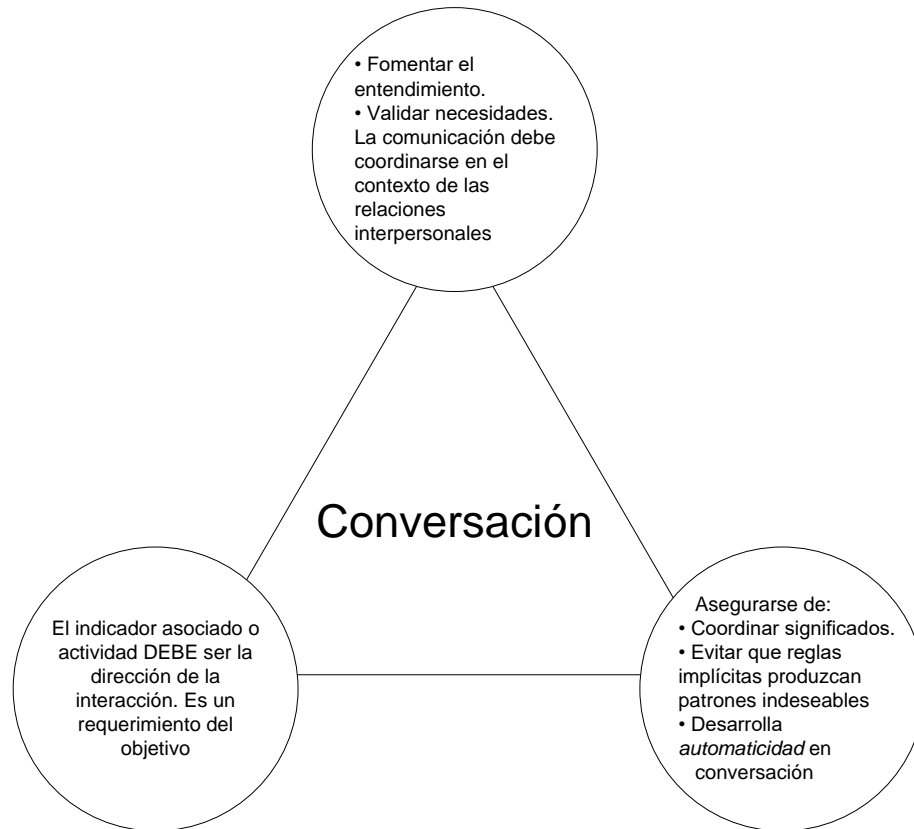 • Fomentar el
entendimiento.
• Validar necesidades.
La comunicación debe
coordinarse en el
contexto de las
relaciones
interpersonales
Conversación
El indicador asociado o
actividad DEBE ser la
dirección de la
interacción. Es un
requerimiento del
objetivo
Asegurarse de:
• Coordinar significados.
• Evitar que reglas
implícitas produzcan
patrones indeseables
• Desarrolla
automaticidad en
conversación